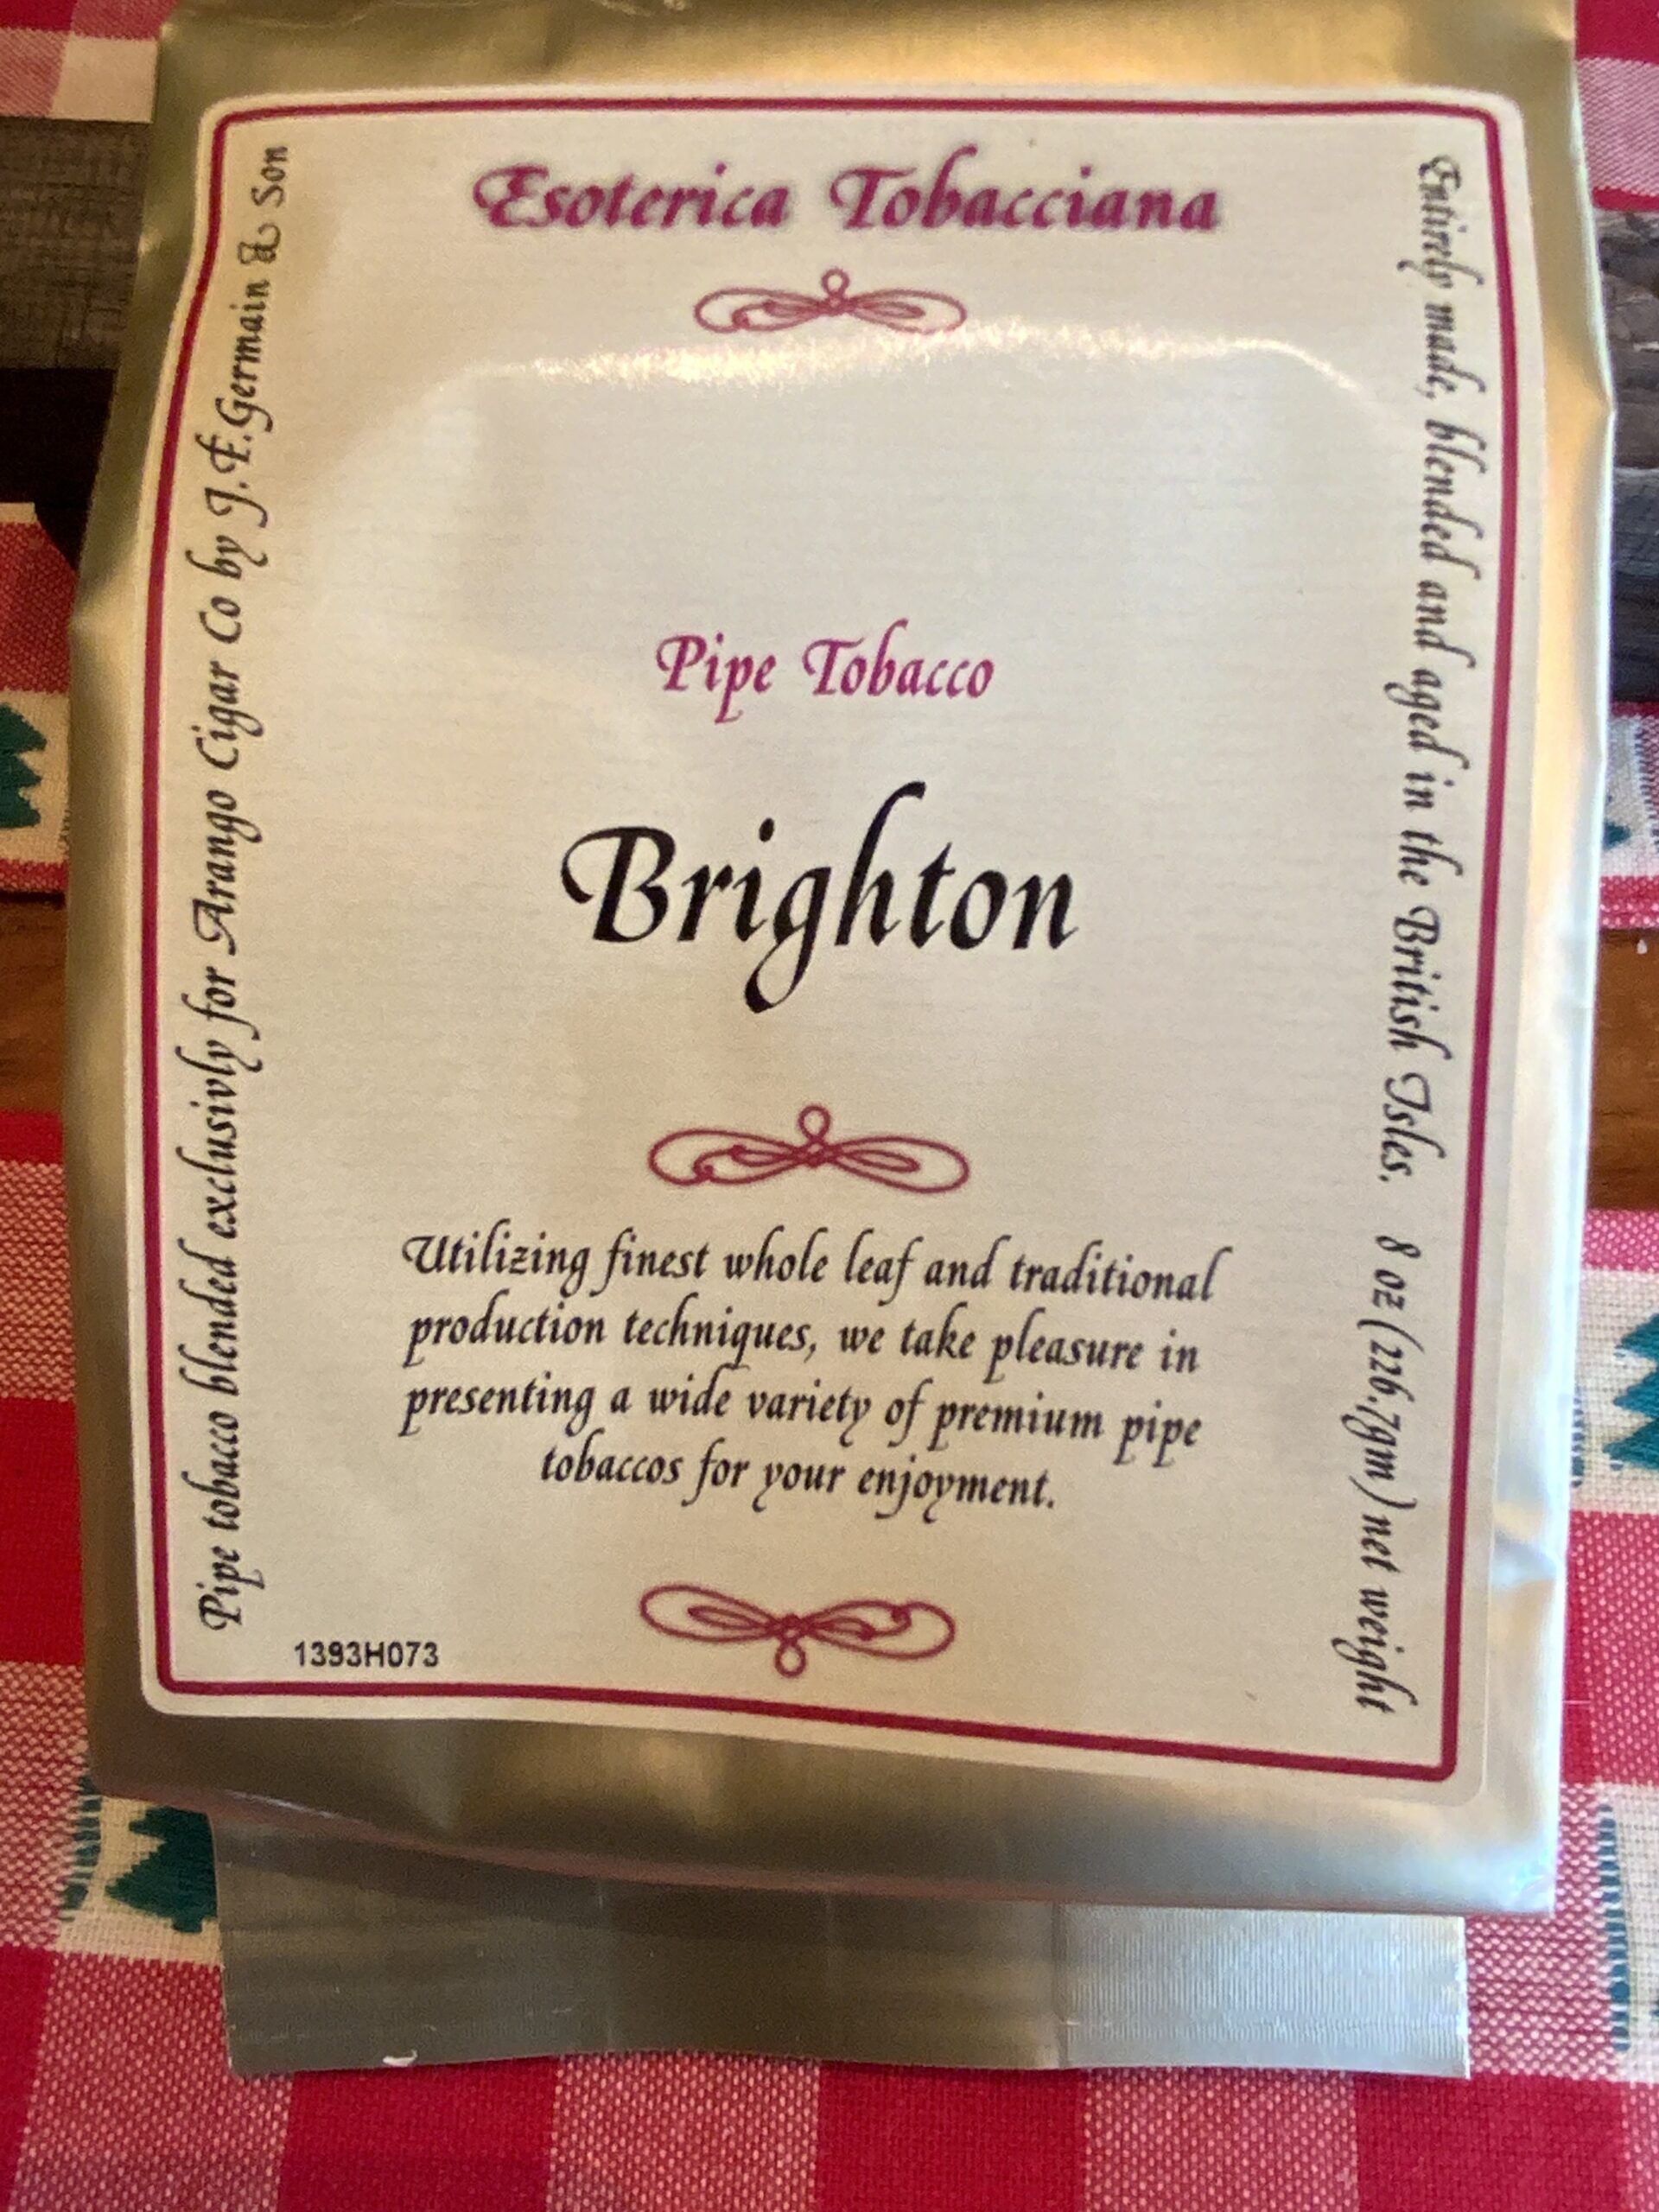 Esoterica Tobacciana
Pipe Tobacco
Brighton
Utilizing finest whole leaf and traditional
production techniques, we take pleasure in
presenting a wide variety of premium pipe
tobaccos for your enjoyment.
1393H073
Pipe tobacco blended exclusivly for Arango Cigar Co by J.F.Germain & Son
Entirely made, blended and aged in the British Isles. 8 oz (226,7gm) net weight